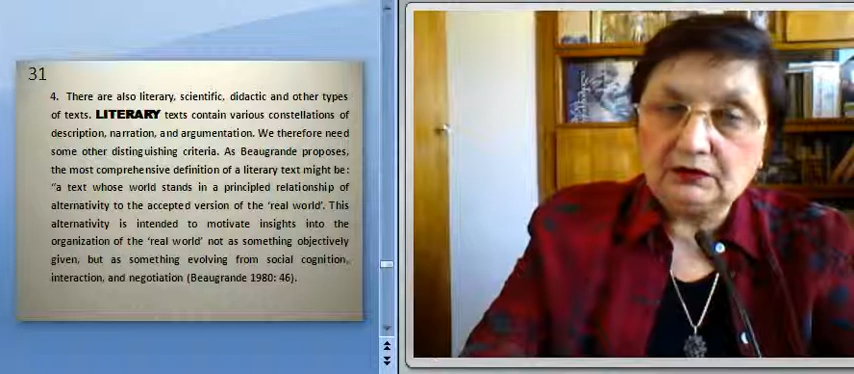 31
4. There are also literary, scientific, didactic and other types
of texts. LITERARY texts contain various constellations of
description, narration, and argumentation. We therefore need
some other distinguishing criteria. As Beaugrande proposes,
the most comprehensive definition of a literary text might be:
"a text whose world stands in a principled relationship of
alternativity to the accepted version of the 'real world'. This
alternativity is intended to motivate insights into the
organization of the 'real world' not as something objectively
given, but as something evolving from social cognition,
interaction, and negotiation (Beaugrande 1980: 46).